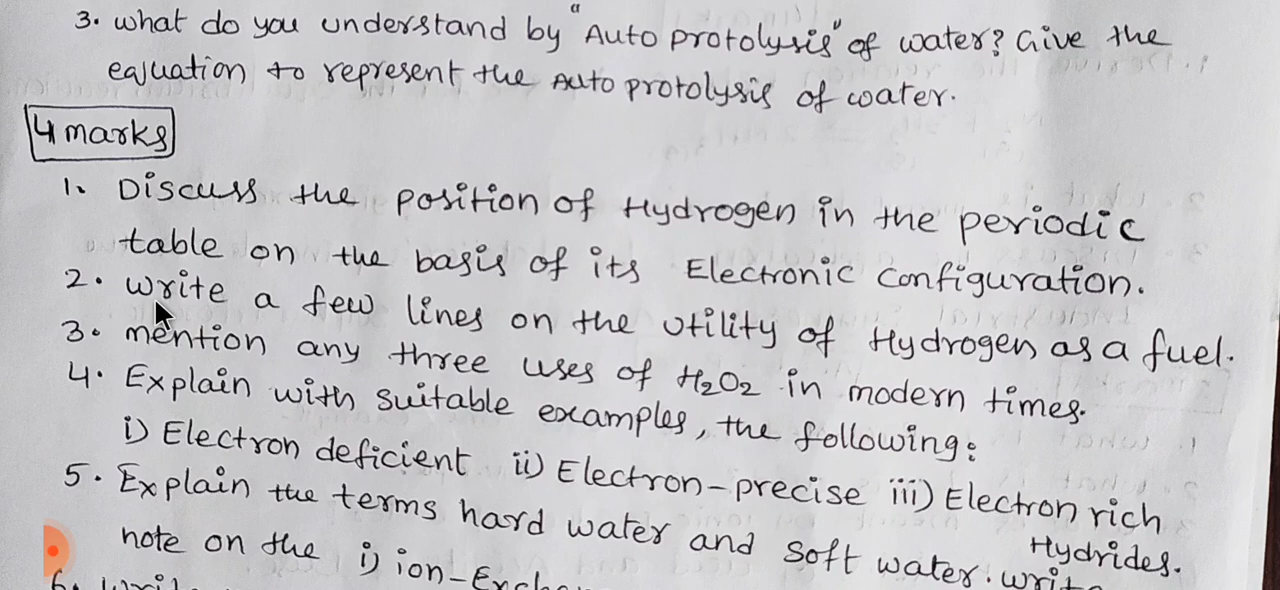 3. what do you understand by "Auto protolysis" of water? Give the
equation to represent the Auto protolysis of water.
4 marks
1. Discuss the position of Hydrogen in the periodic
table on the basis of its Electronic configuration.
2. write a few lines on the utility of Hydrogen as a fuel.
3. mention any three uses of H₂O₂ in modern times.
4. Explain with suitable examples, the following:
i) Electron deficient ii) Electron-precise iii) Electron rich
Hydrides.
5. Explain the terms hard water and soft water. write
note on the i) ion-
6.